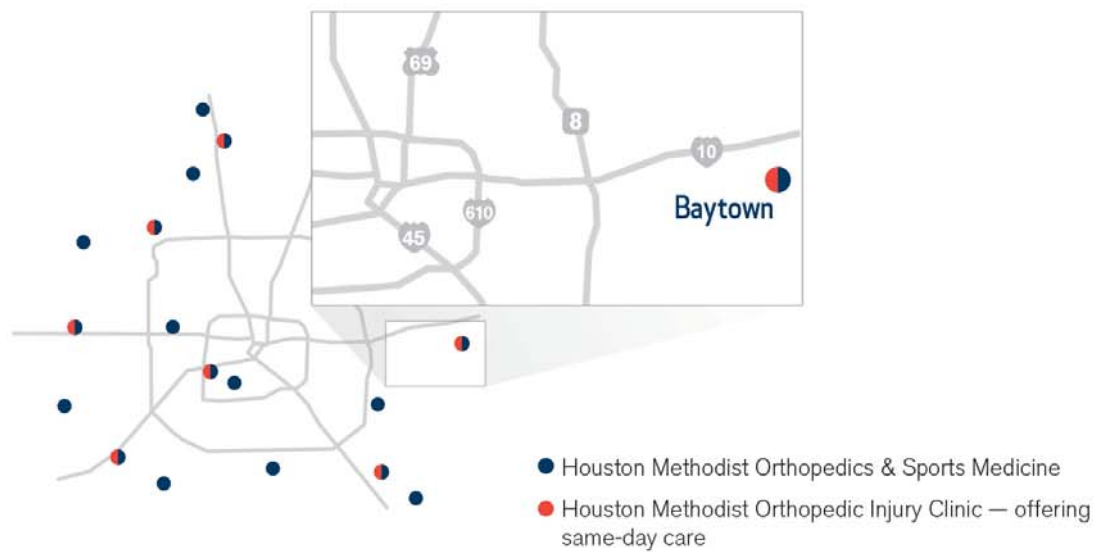 69
8
10
Baytown
610
45
Houston Methodist Orthopedics & Sports Medicine
Houston Methodist Orthopedic Injury Clinic — offering
same-day care